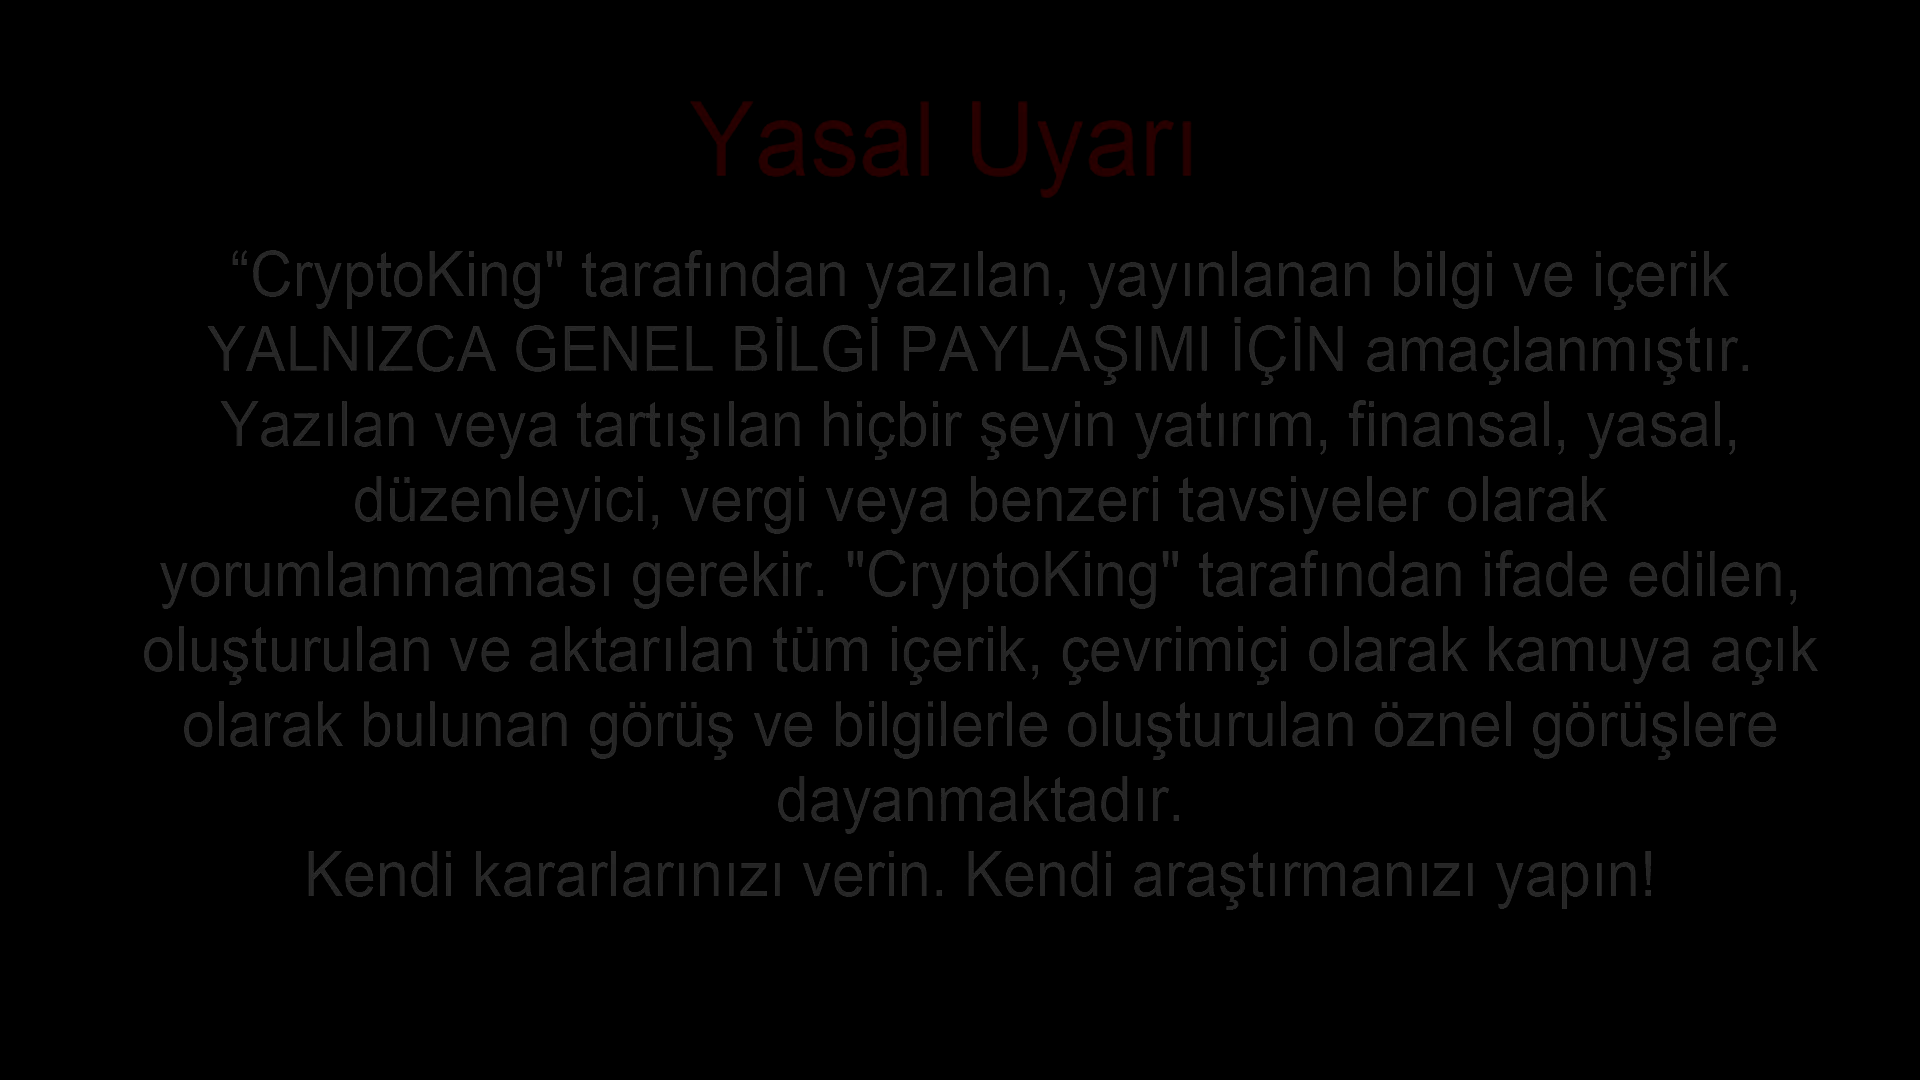 Yasal Uyarı
“CryptoKing" tarafından yazılan, yayınlanan bilgi ve içerik
YALNIZCA GENEL BİLGİ PAYLAŞIMI İÇİN amaçlanmıştır.
Yazılan veya tartışılan hiçbir şeyin yatırım, finansal, yasal,
düzenleyici, vergi veya benzeri tavsiyeler olarak
yorumlanmaması gerekir. "CryptoKing" tarafından ifade edilen,
oluşturulan ve aktarılan tüm içerik, çevrimiçi olarak kamuya açık
olarak bulunan görüş ve bilgilerle oluşturulan öznel görüşlere
dayanmaktadır.
Kendi kararlarınızı verin. Kendi araştırmanızı yapın!